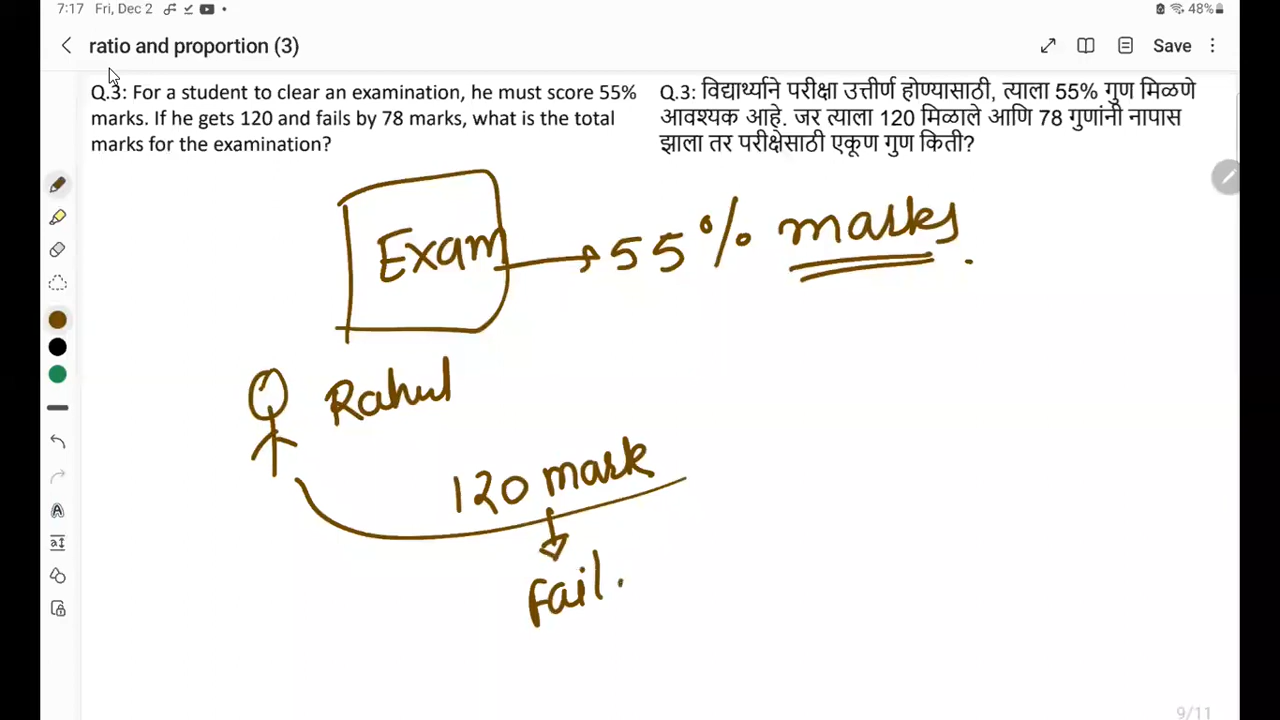 7:17 Fri, Dec 2
48%
ratio and proportion (3)
Save
Q.3: For a student to clear an examination, he must score 55%
marks. If he gets 120 and fails by 78 marks, what is the total
marks for the examination?
Q.3: विद्यार्थ्याने परीक्षा उत्तीर्ण होण्यासाठी, त्याला 55% गुण मिळणे
आवश्यक आहे. जर त्याला 120 मिळाले आणि 78 गुणांनी नापास
झाला तर परीक्षेसाठी एकूण गुण किती?
Exam → 55% marks.
Rahul
120 mark
fail.
9/11